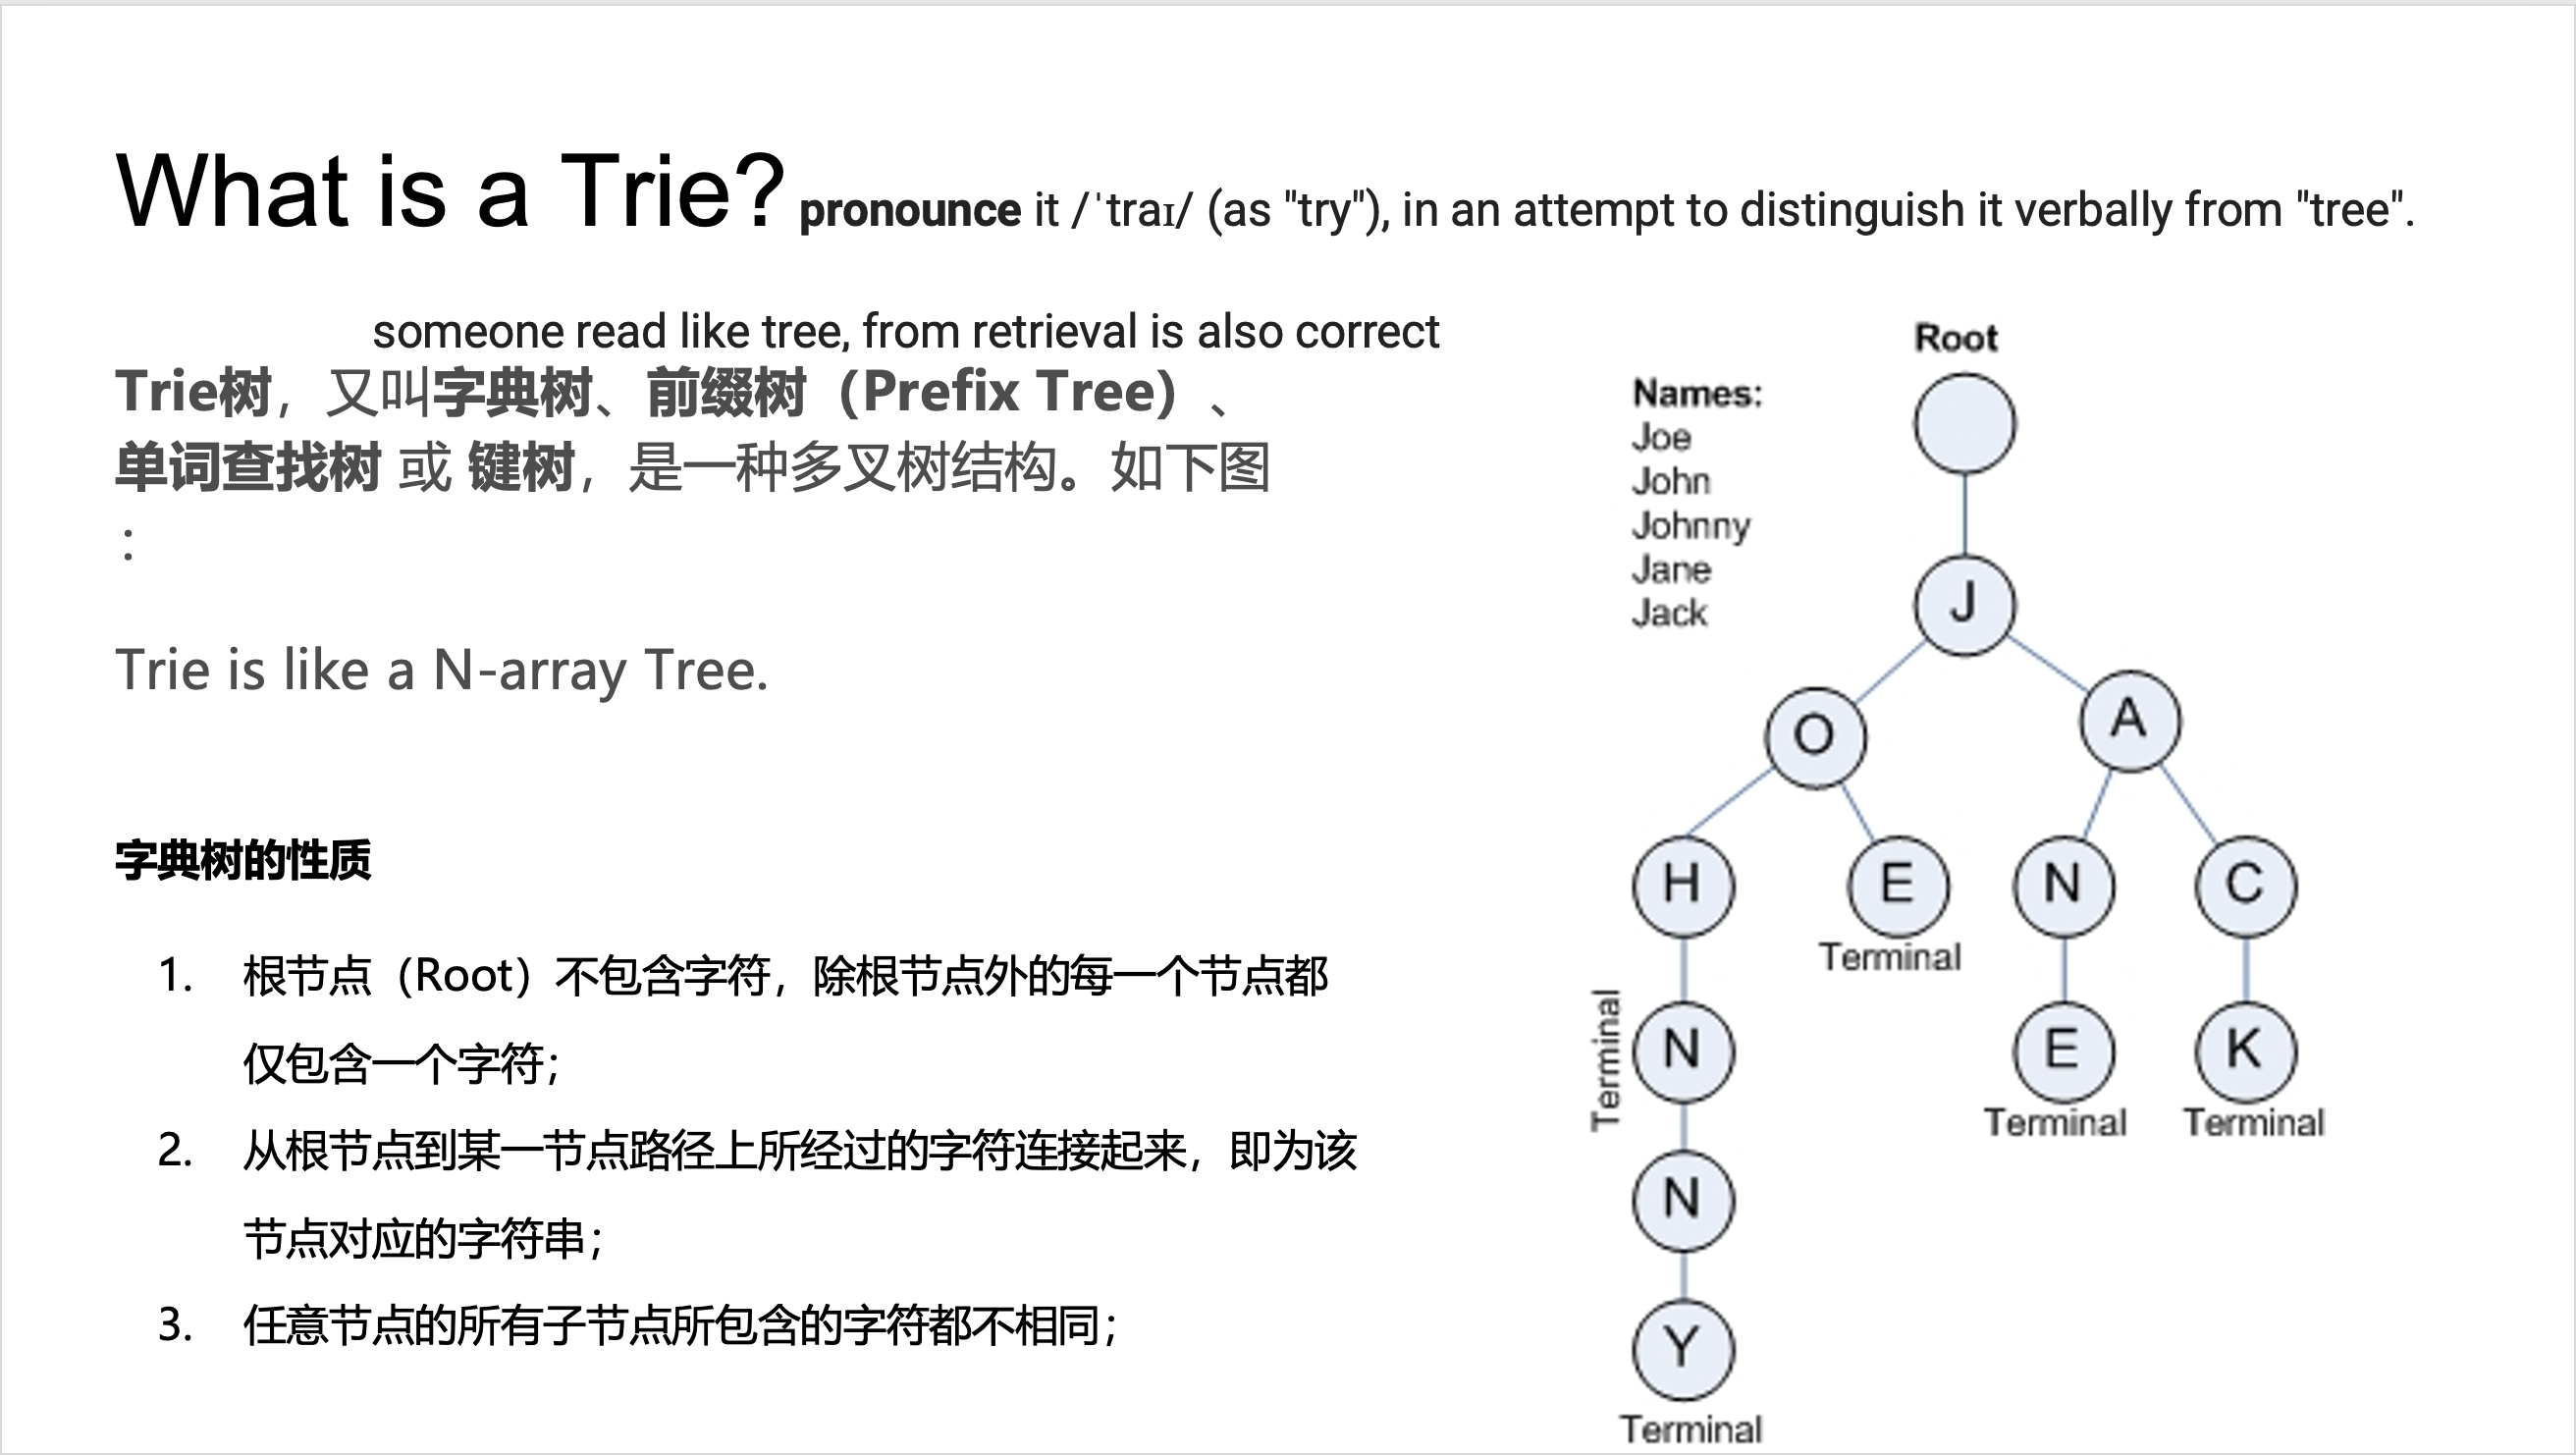 What is a Trie? pronounce it /ˈtraɪ/ (as "try"), in an attempt to distinguish it verbally from "tree".
someone read like tree, from retrieval is also correct
Trie树，又叫字典树、前缀树（Prefix Tree）、
单词查找树 或 键树，是一种多叉树结构。如下图
：
Trie is like a N-array Tree.
字典树的性质
1. 根节点（Root）不包含字符，除根节点外的每一个节点都
仅包含一个字符；
2. 从根节点到某一节点路径上所经过的字符连接起来，即为该
节点对应的字符串；
3. 任意节点的所有子节点所包含的字符都不相同；
Root
Names:
Joe
John
Johnny
Jane
Jack
J
O
A
H
E
N
C
Terminal
Terminal
N
E
K
Terminal
Terminal
N
Y
Terminal